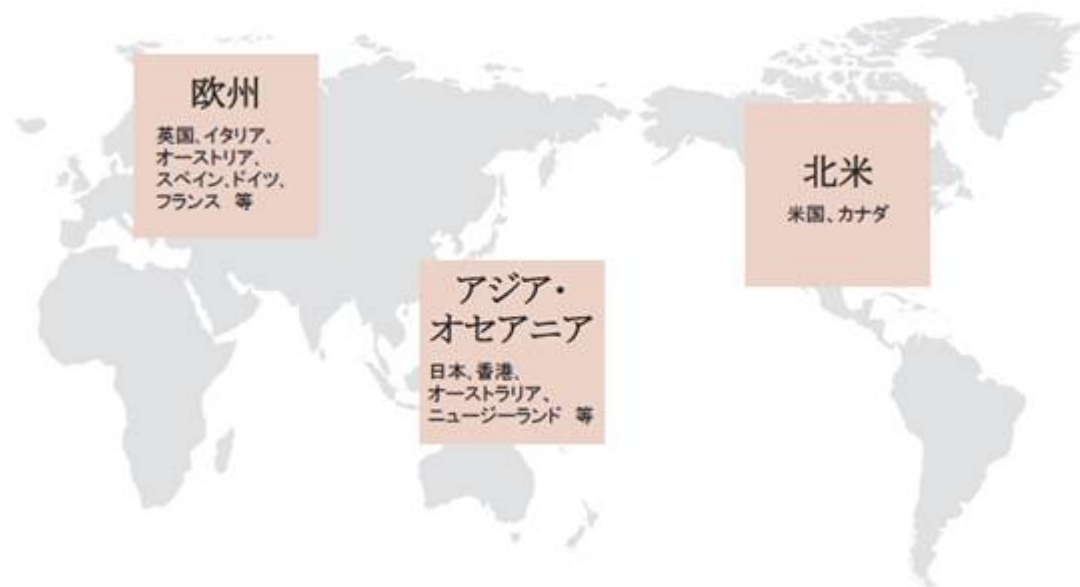 欧州
英国、イタリア、
オーストリア、
スペイン、ドイツ、
フランス 等
北米
米国、カナダ
アジア・
オセアニア
日本、香港、
オーストラリア、
ニュージーランド 等